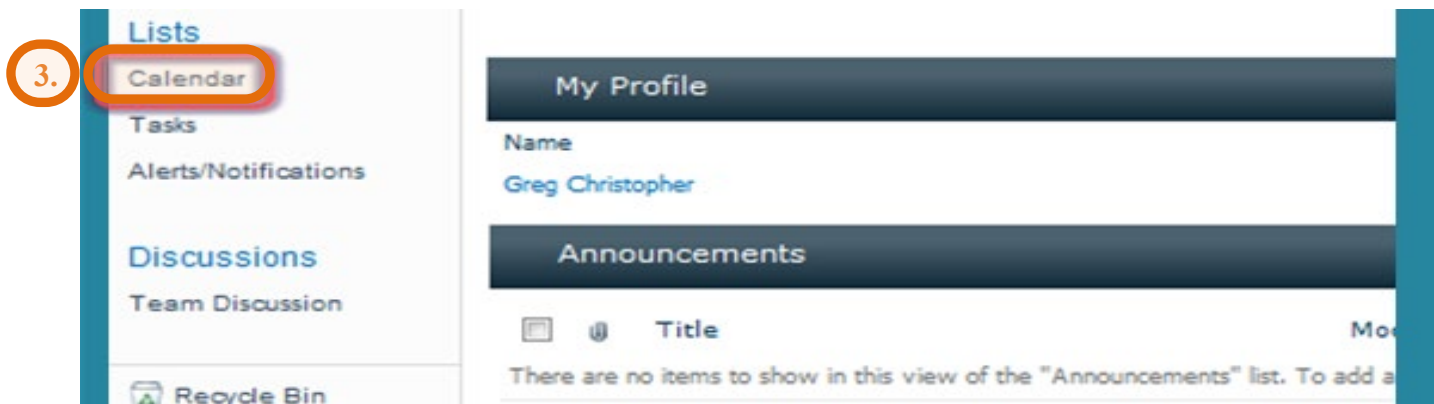 Lists
3.
Calendar
Tasks
Alerts/Notifications
Discussions
Team Discussion
Recycle Bin
My Profile
Name
Greg Christopher
Announcements
Title
There are no items to show in this view of the "Announcements" list. To add a